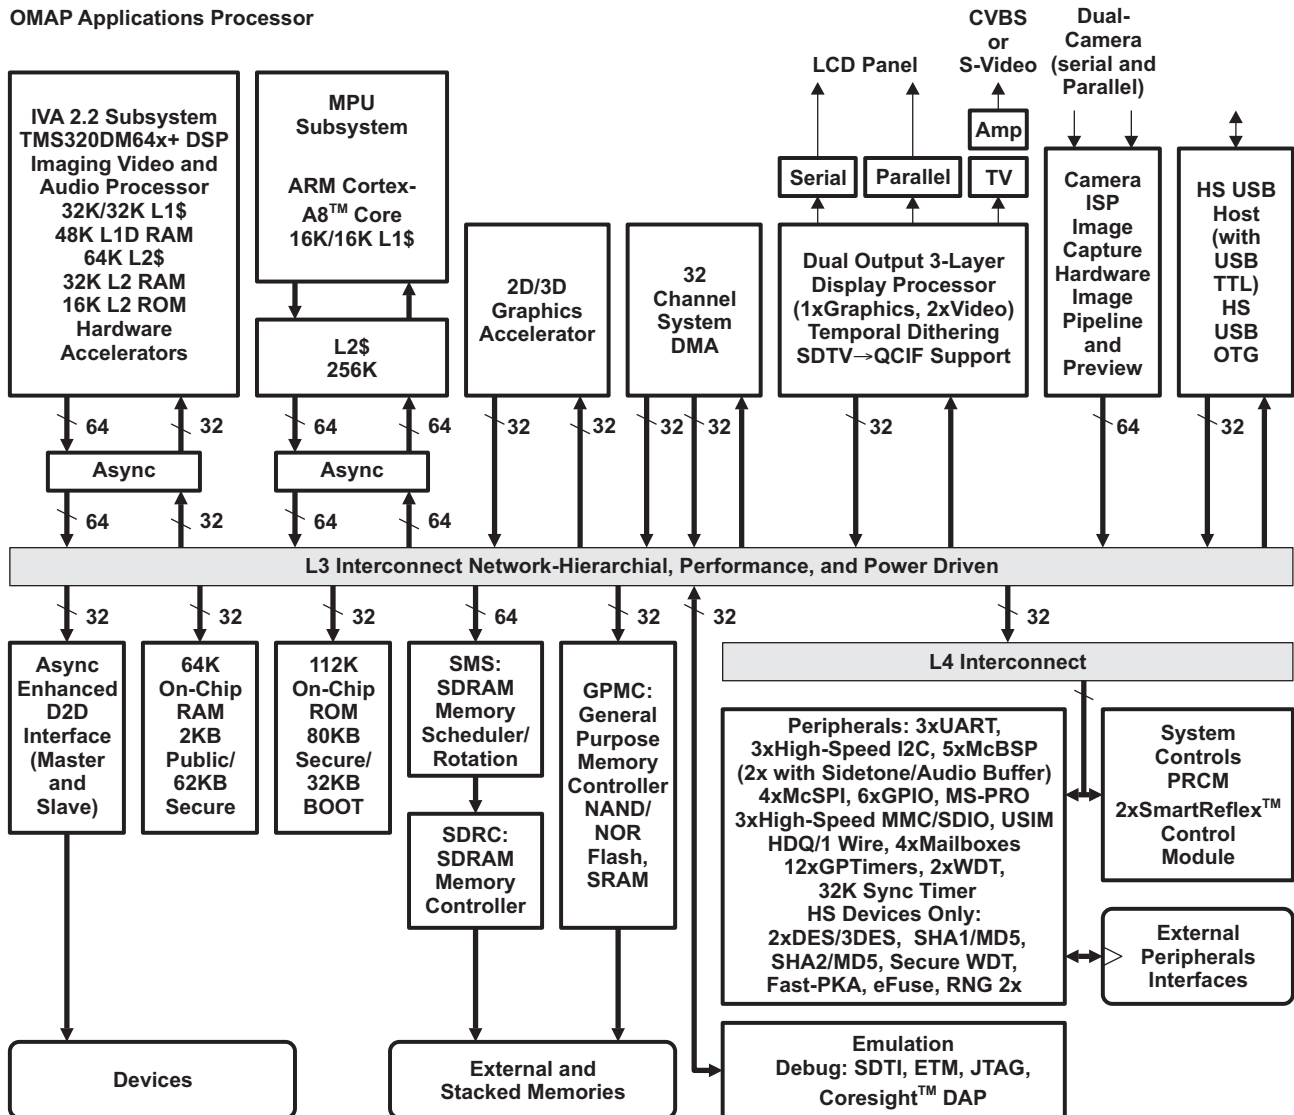 OMAP Applications Processor
CVBS
or
S-Video
Dual-
Camera
(serial and
Parallel)
LCD Panel
IVA 2.2 Subsystem
TMS320DM64x+ DSP
Imaging Video and
Audio Processor
32K/32K L1$
48K L1D RAM
64K L2$
32K L2 RAM
16K L2 ROM
Hardware
Accelerators
MPU
Subsystem
ARM Cortex-
A8™ Core
16K/16K L1$
L2$
256K
2D/3D
Graphics
Accelerator
32
Channel
System
DMA
Serial
Parallel
Amp
TV
Dual Output 3-Layer
Display Processor
(1xGraphics, 2xVideo)
Temporal Dithering
SDTV→QCIF Support
Camera
ISP
Image
Capture
Hardware
Image
Pipeline
and
Preview
HS USB
Host
(with
USB
TTL)
HS
USB
OTG
64
32
64
64
32
32
32
32
32
64
32
Async
Async
64
32
64
64
L3 Interconnect Network-Hierarchial, Performance, and Power Driven
32
32
32
64
32
32
32
Async
Enhanced
D2D
Interface
(Master
and
Slave)
64K
On-Chip
RAM
2KB
Public/
62KB
Secure
112K
On-Chip
ROM
80KB
Secure/
32KB
BOOT
SMS:
SDRAM
Memory
Scheduler/
Rotation
SDRC:
SDRAM
Memory
Controller
GPMC:
General
Purpose
Memory
Controller
NAND/
NOR
Flash,
SRAM
L4 Interconnect
Peripherals: 3xUART,
3xHigh-Speed I2C, 5xMcBSP
(2x with Sidetone/Audio Buffer)
4xMcSPI, 6xGPIO, MS-PRO
3xHigh-Speed MMC/SDIO, USIM
HDQ/1 Wire, 4xMailboxes
12xGPTimers, 2xWDT,
32K Sync Timer
HS Devices Only:
2xDES/3DES, SHA1/MD5,
SHA2/MD5, Secure WDT,
Fast-PKA, eFuse, RNG 2x
System
Controls
PRCM
2xSmartReflex™
Control
Module
External
Peripherals
Interfaces
Devices
External and
Stacked Memories
Emulation
Debug: SDTI, ETM, JTAG,
Coresight™ DAP